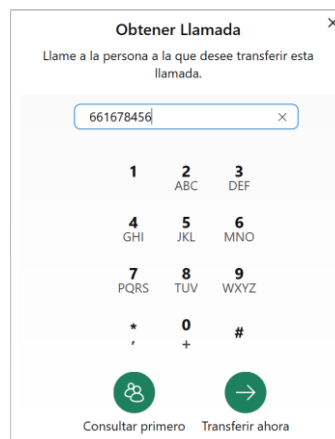 Obtener Llamada
Llame a la persona a la que desee transferir esta
llamada.
661678456
1 2 3
ABC DEF
4 5 6
GHI JKL MNO
7 8 9
PQRS TUV WXYZ
* 0 #
, +
Consultar primero Transferir ahora